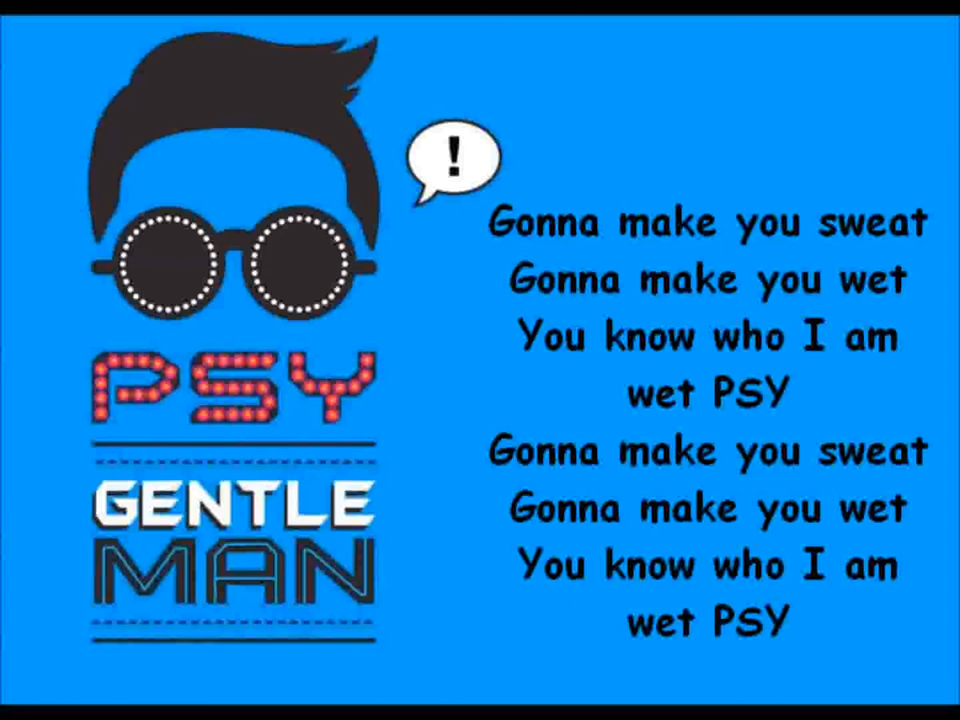 !
PSY
GENTLE
MAN
Gonna make you sweat
Gonna make you wet
You know who I am
wet PSY
Gonna make you sweat
Gonna make you wet
You know who I am
wet PSY